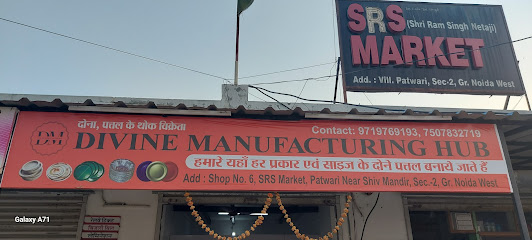 SRS
(Shri Ram Singh Netaji)
MARKET
Add. : Vill. Patwari, Sec-2, Gr. Noida West
दोना, पत्तल के थोक विक्रेता
Contact: 9719769193, 7507832719
DM
DIVINE MANUFACTURING HUB
हमारे यहाँ हर प्रकार एवं साइज के दोने पत्तल बनाये जाते हैं
Add : Shop No. 6, SRS Market, Patwari Near Shiv Mandir, Sec.-2, Gr. Noida West
Galaxy A71